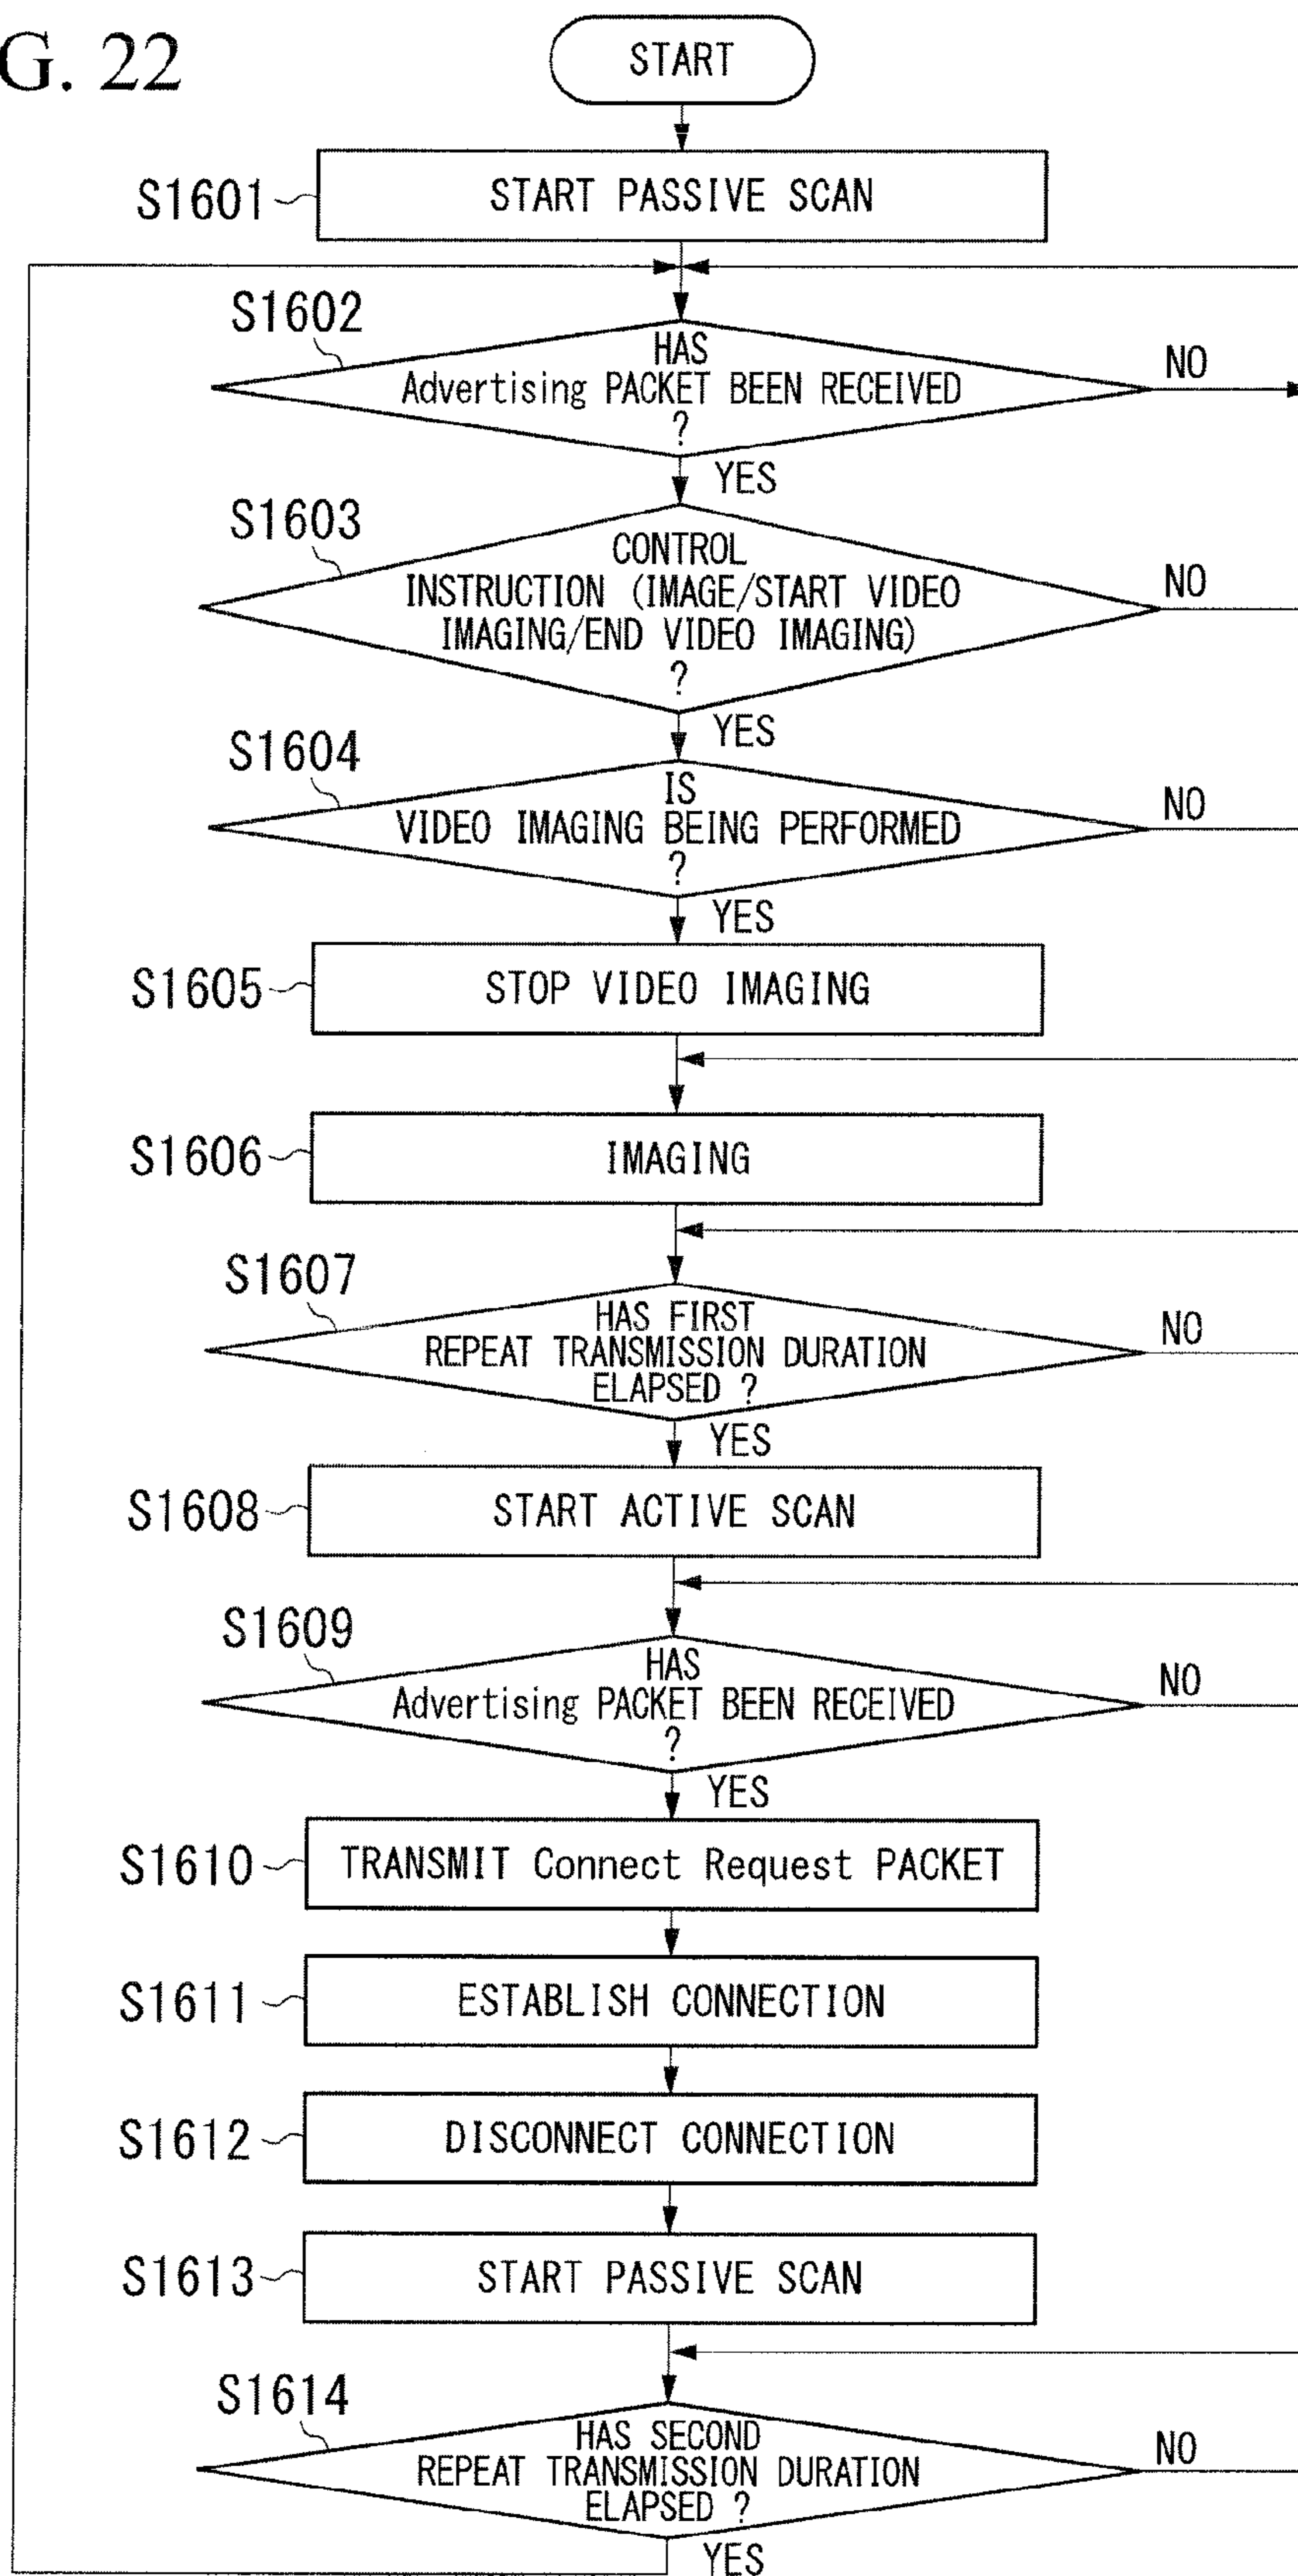 G. 22
START
S1601
START PASSIVE SCAN
S1602
HAS
Advertising PACKET BEEN RECEIVED
?
NO
YES
S1603
CONTROL
INSTRUCTION (IMAGE/START VIDEO
IMAGING/END VIDEO IMAGING)
?
NO
YES
S1604
IS
VIDEO IMAGING BEING PERFORMED
?
NO
YES
S1605
STOP VIDEO IMAGING
S1606
IMAGING
S1607
HAS FIRST
REPEAT TRANSMISSION DURATION
ELAPSED ?
NO
YES
S1608
START ACTIVE SCAN
S1609
HAS
Advertising PACKET BEEN RECEIVED
?
NO
YES
S1610
TRANSMIT Connect Request PACKET
S1611
ESTABLISH CONNECTION
S1612
DISCONNECT CONNECTION
S1613
START PASSIVE SCAN
S1614
HAS SECOND
REPEAT TRANSMISSION DURATION
ELAPSED ?
NO
YES